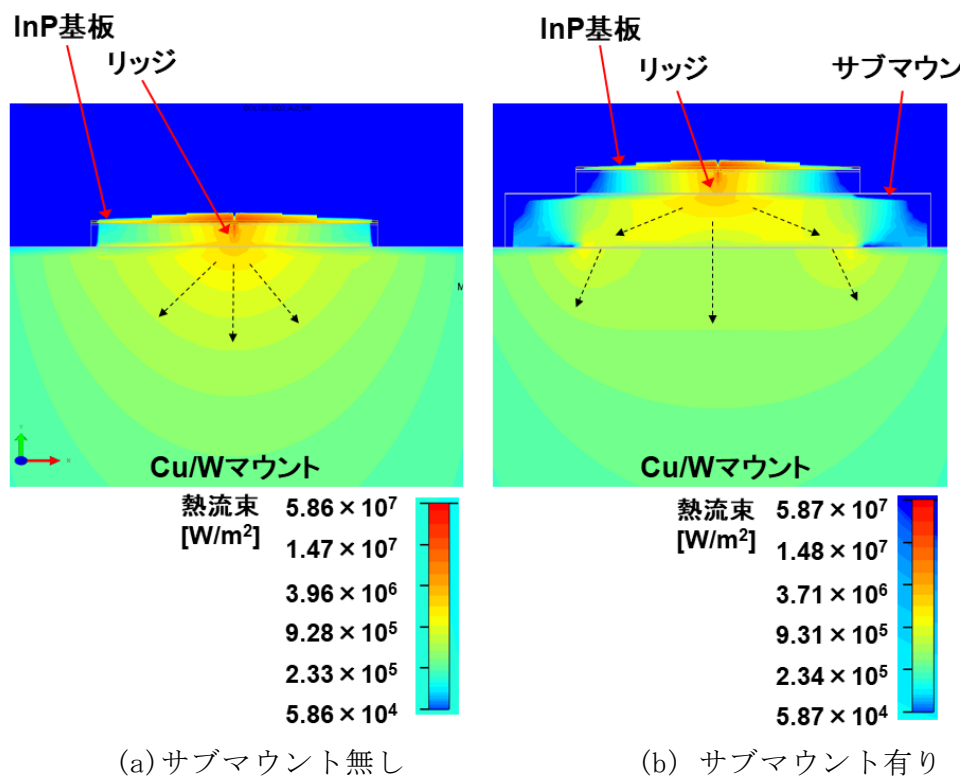 InP基板
リッジ
InP基板
リッジ
サブマウン
Cu/Wマウント
Cu/Wマウント
熱流束
[W/m²]
5.86×10⁷
1.47×10⁷
3.96×10⁶
9.28×10⁵
2.33×10⁵
5.86×10⁴
熱流束
[W/m²]
5.87×10⁷
1.48×10⁷
3.71×10⁶
9.31×10⁵
2.34×10⁵
5.87×10⁴
(a)サブマウント無し
(b) サブマウント有り